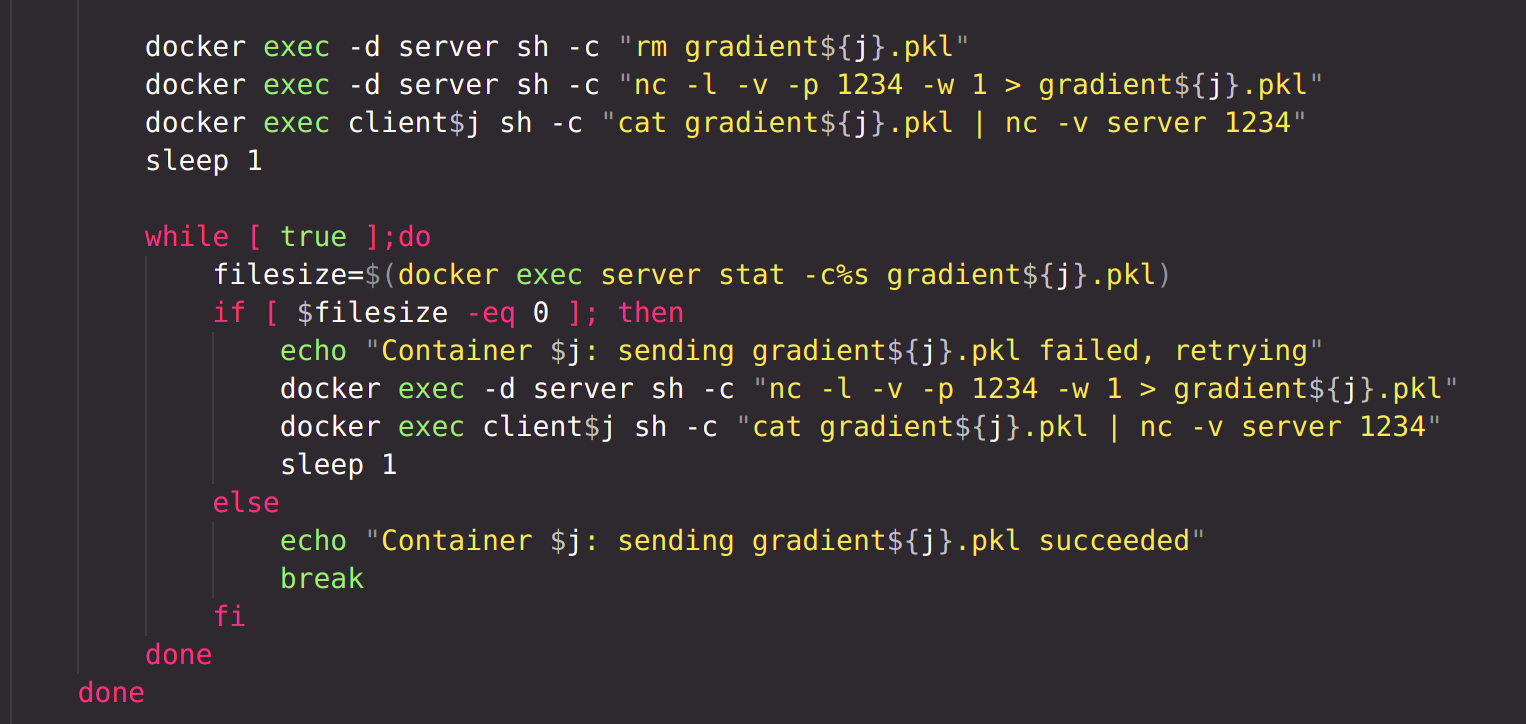 docker exec -d server sh -c "rm gradient${j}.pkl"
docker exec -d server sh -c "nc -l -v -p 1234 -w 1 > gradient${j}.pkl"
docker exec client$j sh -c "cat gradient${j}.pkl | nc -v server 1234"
sleep 1
while [ true ];do
filesize=$(docker exec server stat -c%s gradient${j}.pkl)
if [ $filesize -eq 0 ]; then
echo "Container $j: sending gradient${j}.pkl failed, retrying"
docker exec -d server sh -c "nc -l -v -p 1234 -w 1 > gradient${j}.pkl"
docker exec client$j sh -c "cat gradient${j}.pkl | nc -v server 1234"
sleep 1
else
echo "Container $j: sending gradient${j}.pkl succeeded"
break
fi
done
done